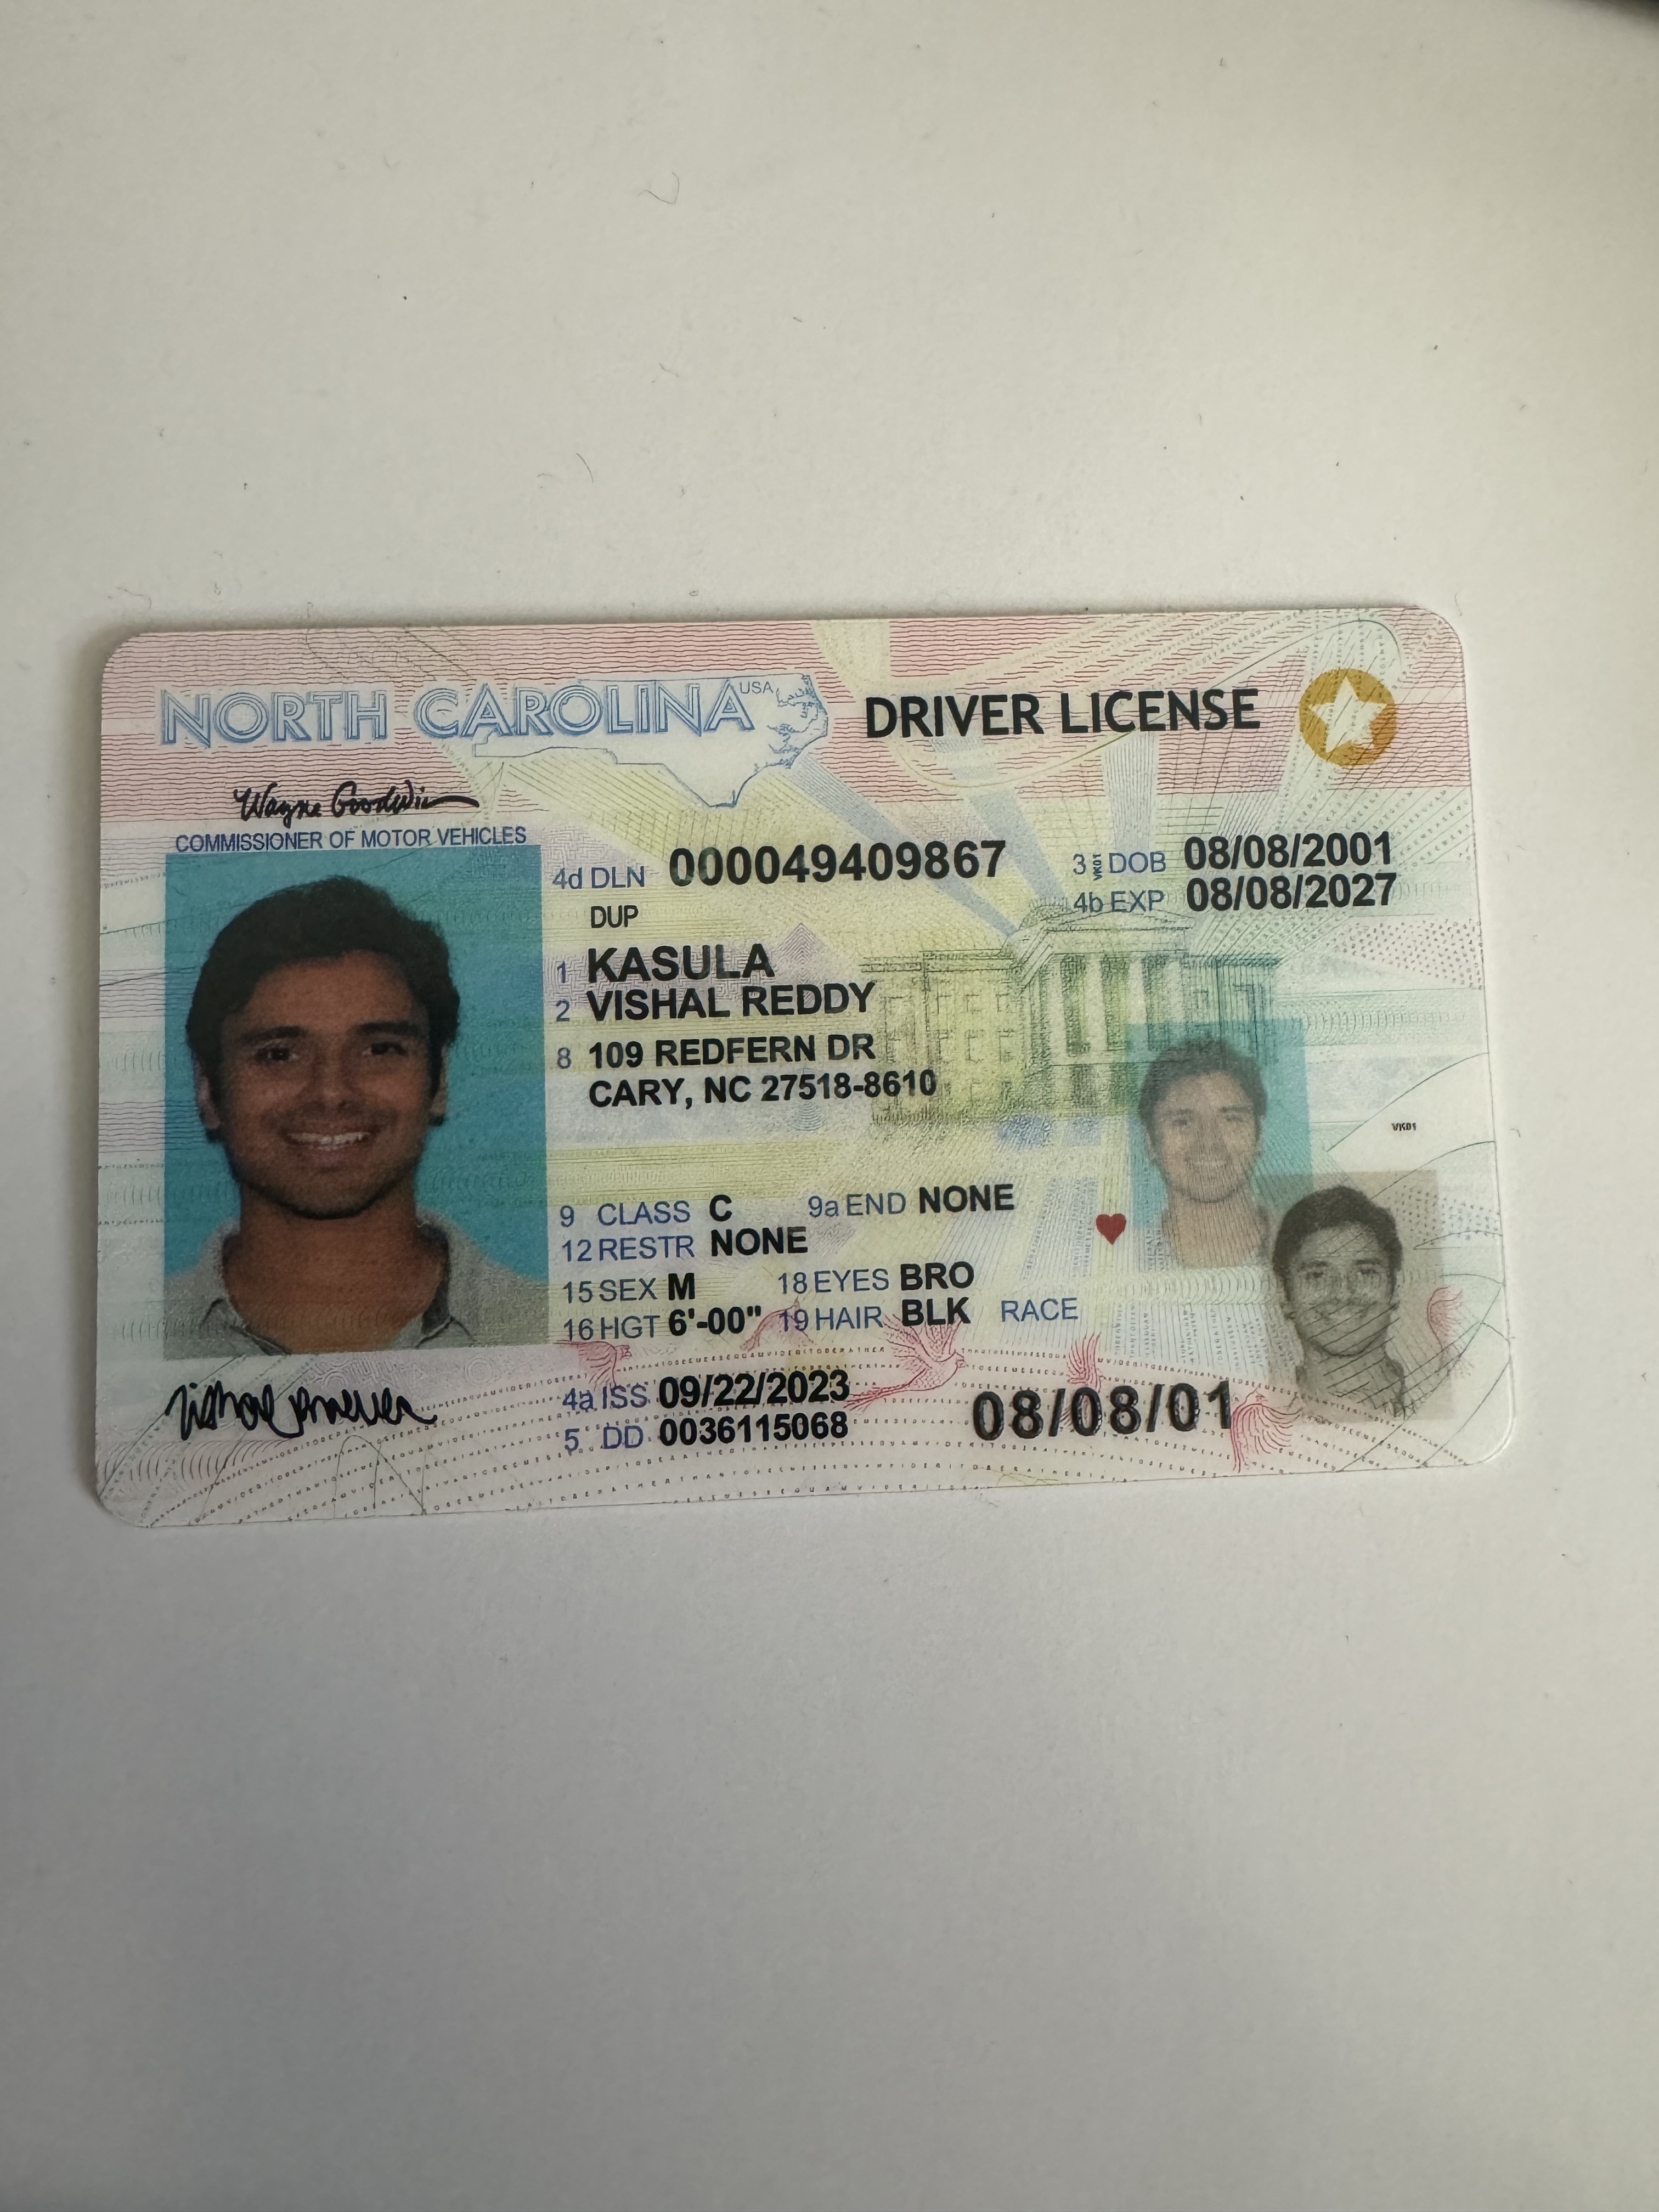 NORTH CAROLINA USA DRIVER LICENSE
Wayne Goodwin
COMMISSIONER OF MOTOR VEHICLES
4d DLN 000049409867
3 DOB 08/08/2001
DUP
4b EXP 08/08/2027
1 KASULA
2 VISHAL REDDY
8 109 REDFERN DR
CARY, NC 27518-8610
VK01
9 CLASS C 9a END NONE
12 RESTR NONE
15 SEX M 18 EYES BRO
16 HGT 6'-00" 19 HAIR BLK RACE
4a ISS 09/22/2023
5 DD 0036115068
08/08/01